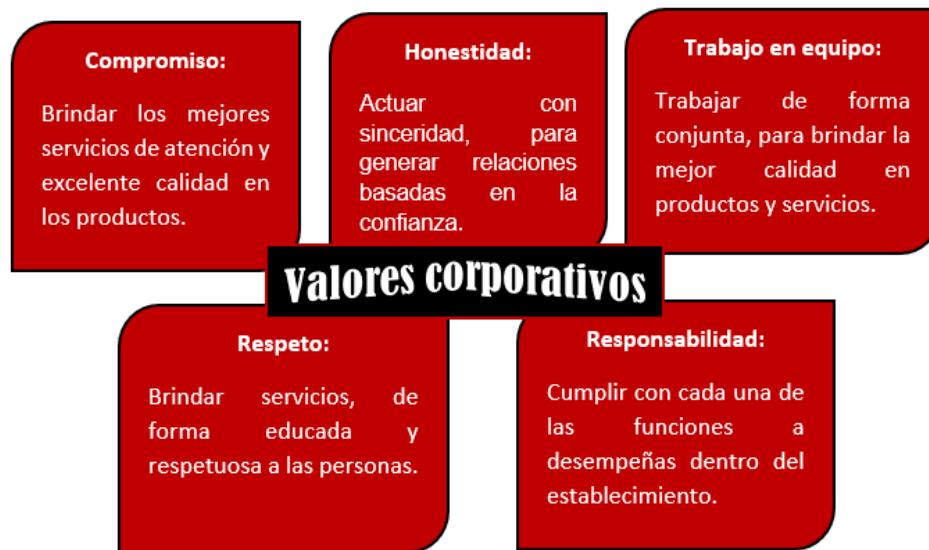 Compromiso:
Brindar los mejores
servicios de atención y
excelente calidad en
los productos.
Honestidad:
Actuar con
sinceridad, para
generar relaciones
basadas en la
confianza.
Trabajo en equipo:
Trabajar de forma
conjunta, para brindar la
mejor calidad en
productos y servicios.
Valores corporativos
Respeto:
Brindar servicios, de
forma educada y
respetuosa a las personas.
Responsabilidad:
Cumplir con cada una de
las funciones a
desempeñas dentro del
establecimiento.